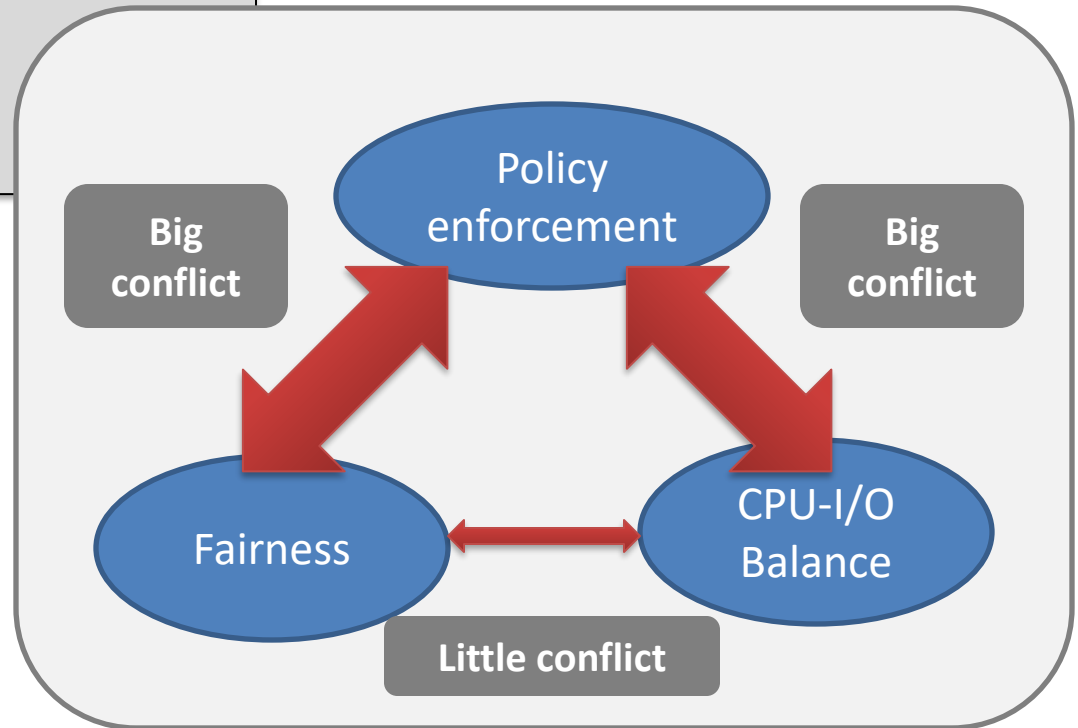 Policy
enforcement
Big
conflict
Big
conflict
Fairness
CPU-I/O
Balance
Little conflict